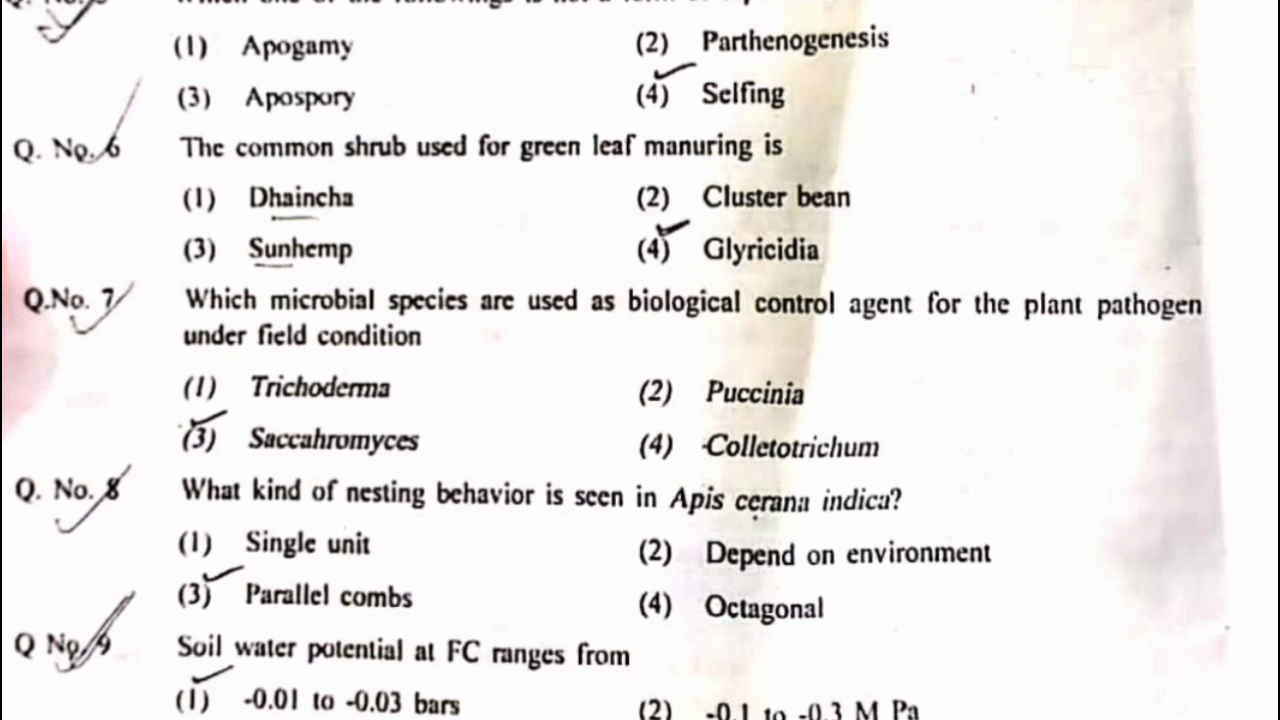 (1) Apogamy (2) Parthenogenesis
(3) Apospory (4) Selfing
Q. No. 6 The common shrub used for green leaf manuring is
(1) Dhaincha (2) Cluster bean
(3) Sunhemp (4) Glyricidia
Q.No. 7 Which microbial species are used as biological control agent for the plant pathogen
under field condition
(1) Trichoderma (2) Puccinia
(3) Saccahromyces (4) Colletotrichum
Q. No. 8 What kind of nesting behavior is seen in Apis cerana indica?
(1) Single unit (2) Depend on environment
(3) Parallel combs (4) Octagonal
Q No. 9 Soil water potential at FC ranges from
(1) -0.01 to -0.03 bars (2) -0.1 to -0.3 M Pa